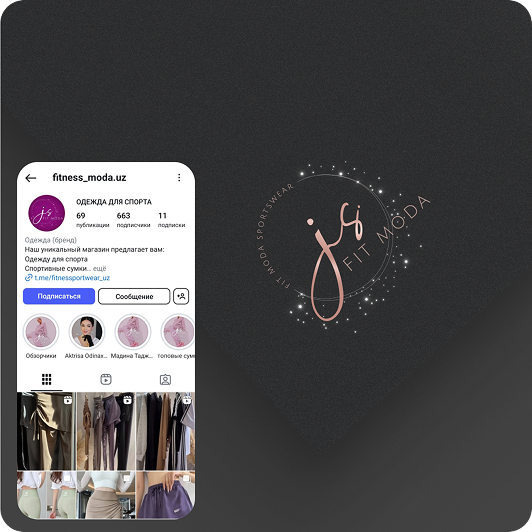 fitness_moda.uz
ОДЕЖДА ДЛЯ СПОРТА
69 663 11
публикации подписчики подписки
Одежда (бренд)
Наш уникальный магазин предлагает вам:
Одежду для спорта
Спортивные сумки.. ещё
t.me/fitnessportwear_uz
Подписаться Сообщение
Обзорчики Aktrisa Odinax... Мадина Тадж... топовые сум
FIT MODA SPORTSWEAR
js
FIT MODA